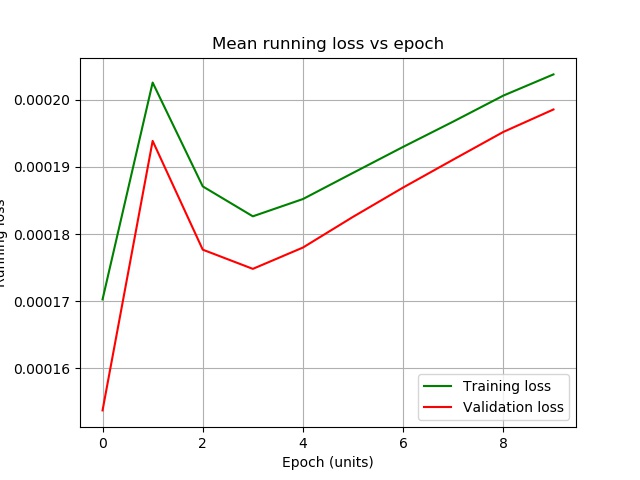 Mean running loss vs epoch
0.00020
0.00019
0.00018
0.00017
0.00016
Running loss
0 2 4 6 8
Epoch (units)
Training loss
Validation loss